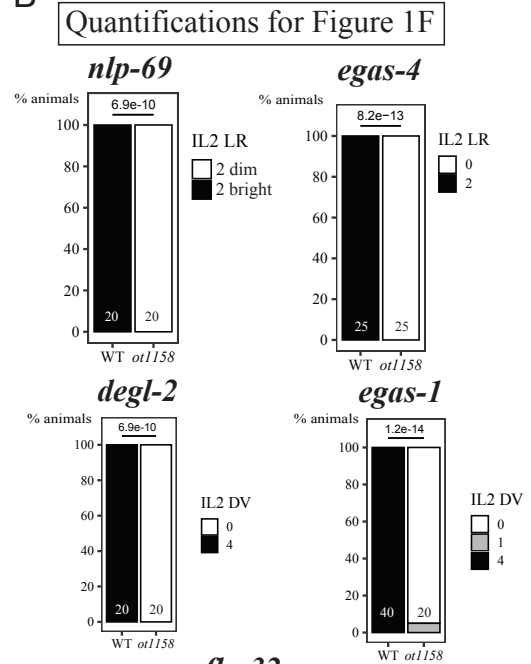 B
Quantifications for Figure 1F
nlp-69
% animals
6.9e-10
100
80
60
40
20
0
20 20
WT ot1158
IL2 LR
2 dim
2 bright
egas-4
% animals
8.2e−13
100
80
60
40
20
0
25 25
WT ot1158
IL2 LR
0
2
degl-2
% animals
6.9e-10
100
80
60
40
20
0
20 20
WT ot1158
IL2 DV
0
4
egas-1
% animals
1.2e-14
100
80
60
40
20
0
40 20
WT ot1158
IL2 DV
0
1
4